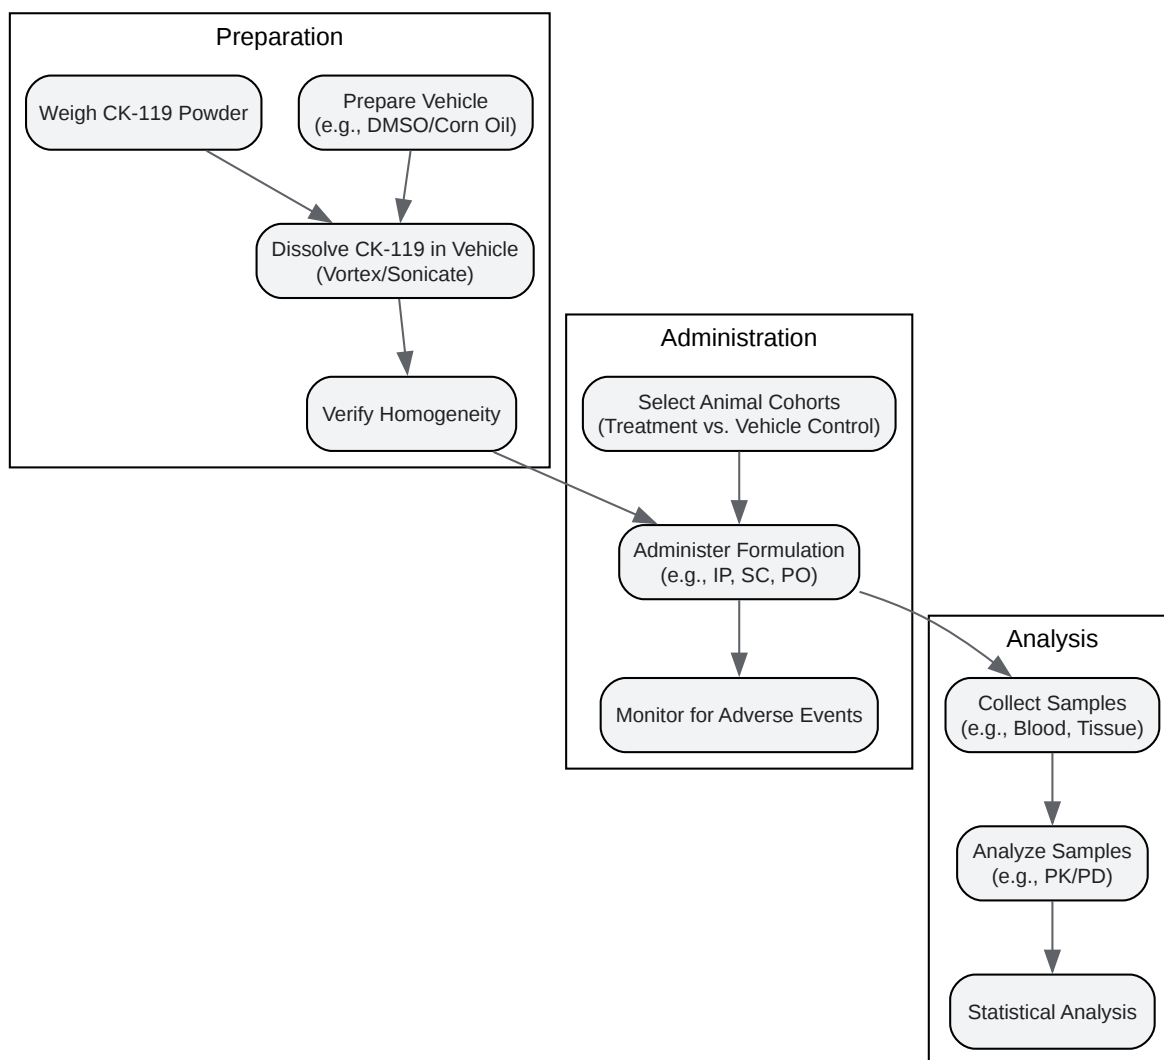 Preparation
Weigh CK-119 Powder
Prepare Vehicle
(e.g., DMSO/Corn Oil)
Dissolve CK-119 in Vehicle
(Vortex/Sonicate)
Verify Homogeneity
Administration
Select Animal Cohorts
(Treatment vs. Vehicle Control)
Administer Formulation
(e.g., IP, SC, PO)
Monitor for Adverse Events
Analysis
Collect Samples
(e.g., Blood, Tissue)
Analyze Samples
(e.g., PK/PD)
Statistical Analysis